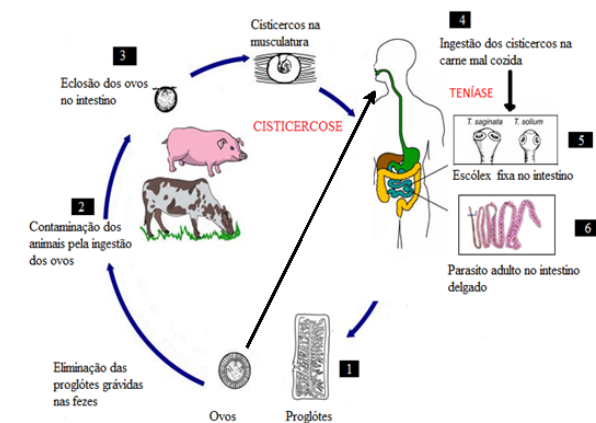 Cisticercos na
musculatura
3
Eclosão dos ovos
no intestino
4
Ingestão dos cisticercos na
carne mal cozida
TENÍASE
CISTICERCOSE
T. saginata T. solium
5
Escólex fixa no intestino
2
Contaminação dos
animais pela ingestão
dos ovos
6
Parasito adulto no intestino
delgado
1
Eliminação das
proglótes grávidas
nas fezes
Ovos
Proglótes